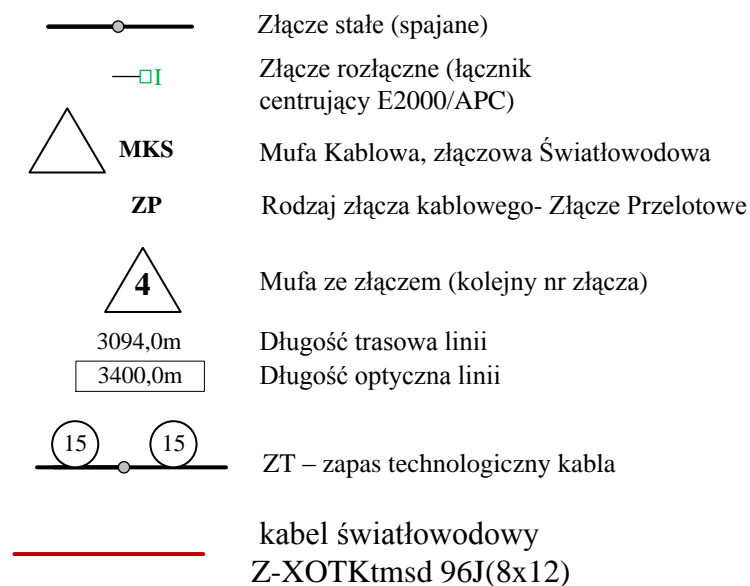 Złącze stałe (spajane)
I Złącze rozłączne (łącznik
centrujący E2000/APC)
MKS Mufa Kablowa, złączowa Światłowodowa
ZP Rodzaj złącza kablowego- Złącze Przelotowe
4 Mufa ze złączem (kolejny nr złącza)
3094,0m Długość trasowa linii
3400,0m Długość optyczna linii
15 15 ZT – zapas technologiczny kabla
kabel światłowodowy
Z-XOTKtmsd 96J(8x12)